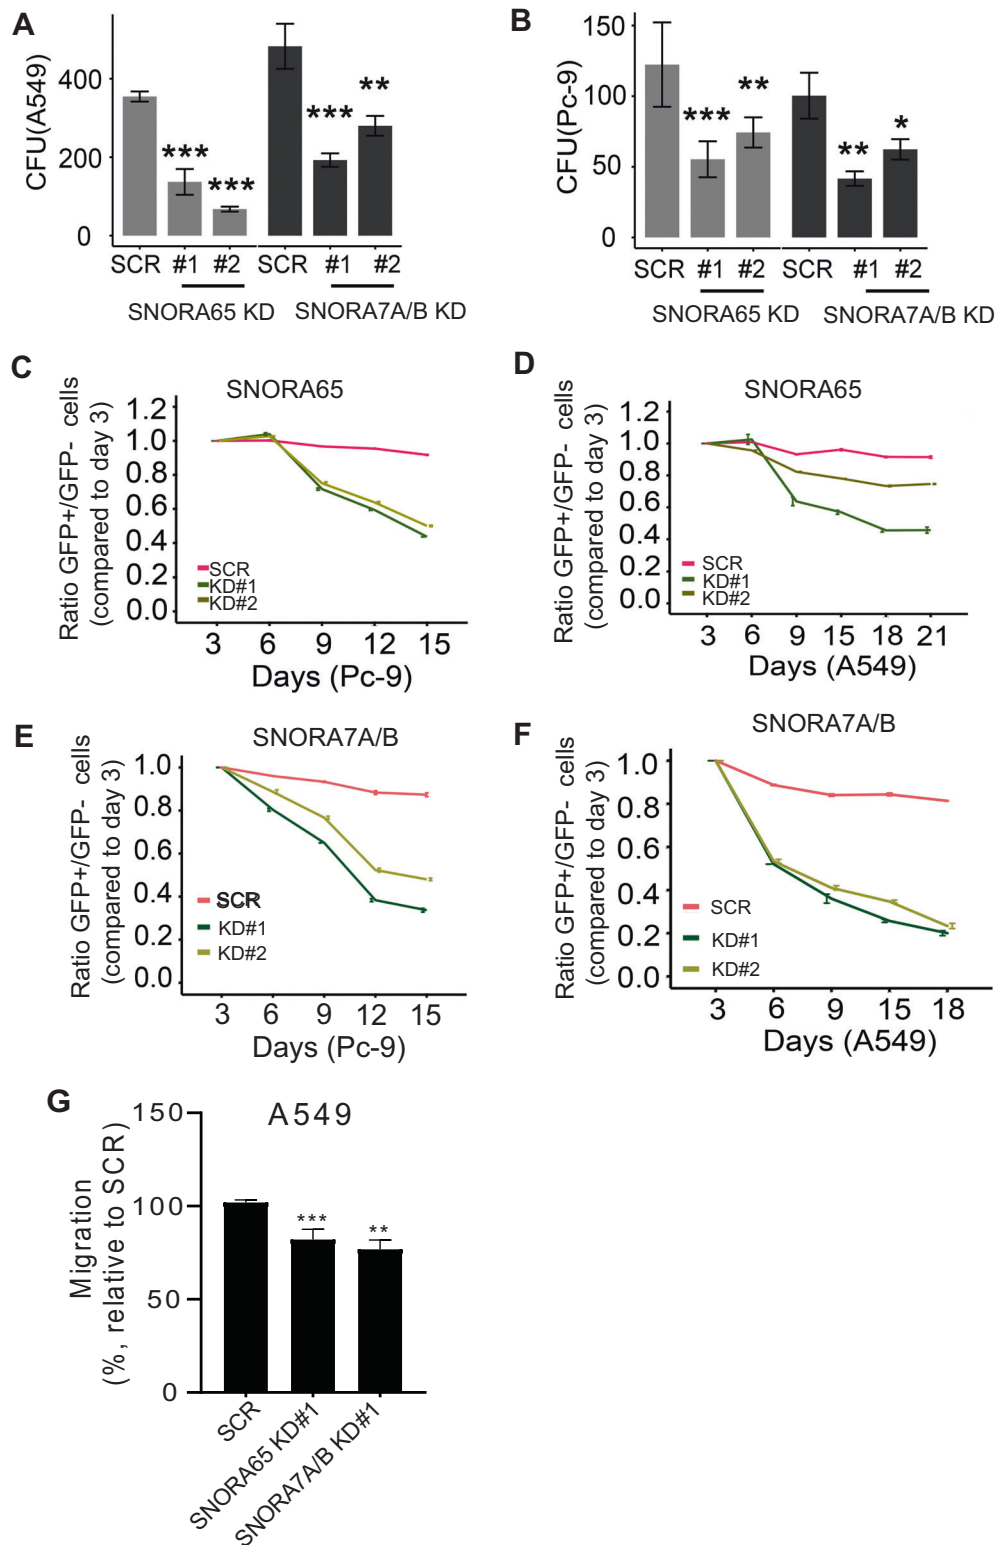 A
CFU(A549)
400
200
0
***
***
***
**
SCR #1 #2 SCR #1 #2
SNORA65 KD SNORA7A/B KD
B
CFU(Pc-9)
150
100
50
0
***
**
**
*
SCR #1 #2 SCR #1 #2
SNORA65 KD SNORA7A/B KD
C
SNORA65
Ratio GFP+/GFP- cells
(compared to day 3)
1.2
1.0
0.8
0.6
0.4
0.2
0.0
SCR
KD#1
KD#2
3 6 9 12 15
Days (Pc-9)
D
SNORA65
Ratio GFP+/GFP- cells
(compared to day 3)
1.2
1.0
0.8
0.6
0.4
0.2
0.0
SCR
KD#1
KD#2
3 6 9 15 18 21
Days (A549)
E
SNORA7A/B
Ratio GFP+/GFP- cells
(compared to day 3)
1.0
0.8
0.6
0.4
0.2
0.0
SCR
KD#1
KD#2
3 6 9 12 15
Days (Pc-9)
F
SNORA7A/B
Ratio GFP+/GFP- cells
(compared to day 3)
1.0
0.8
0.6
0.4
0.2
0.0
SCR
KD#1
KD#2
3 6 9 15 18
Days (A549)
G
A549
Migration
(%, relative to SCR)
150
100
50
0
***
**
SCR
SNORA65 KD#1
SNORA7A/B KD#1